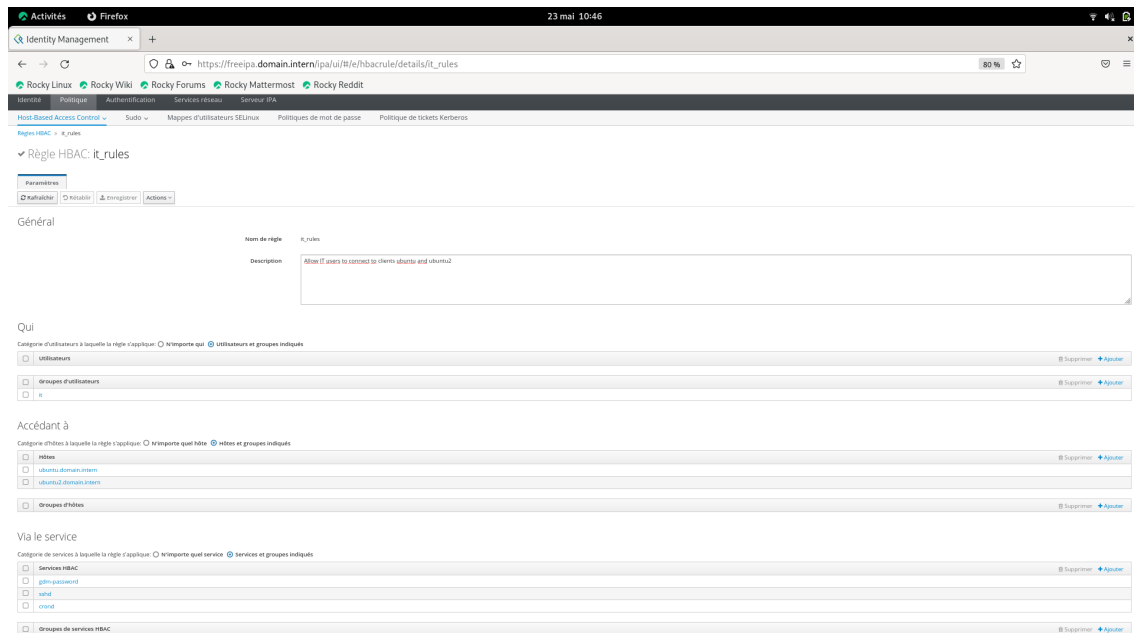 Activités Firefox 23 mai 10:46
Identity Management × +
https://freeipa.domain.intern/ipa/ui/#/e/hbacrule/details/it_rules 80 %
Rocky Linux Rocky Wiki Rocky Forums Rocky Mattermost Rocky Reddit
Identité Politique Authentification Services réseau Serveur IPA
Host-Based Access Control Sudo Mappes d'utilisateurs SELinux Politiques de mot de passe Politique de tickets Kerberos
Règles HBAC > it_rules
Règle HBAC: it_rules
Paramètres
Rafraîchir Rétablir Enregistrer Actions
Général
Nom de règle it_rules
Description Allow IT users to connect to clients ubuntu and ubuntu2
Qui
Catégorie d'utilisateurs à laquelle la règle s'applique: N'importe qui Utilisateurs et groupes indiqués
Utilisateurs Supprimer +Ajouter
Groupes d'utilisateurs Supprimer +Ajouter
it
Accédant à
Catégorie d'hôtes à laquelle la règle s'applique: N'importe quel hôte Hôtes et groupes indiqués
Hôtes Supprimer +Ajouter
ubuntu.domain.intern
ubuntu2.domain.intern
Groupes d'hôtes Supprimer +Ajouter
Via le service
Catégorie de services à laquelle la règle s'applique: N'importe quel service Services et groupes indiqués
Services HBAC Supprimer +Ajouter
gdm-password
sshd
crond
Groupes de services HBAC Supprimer +Ajouter